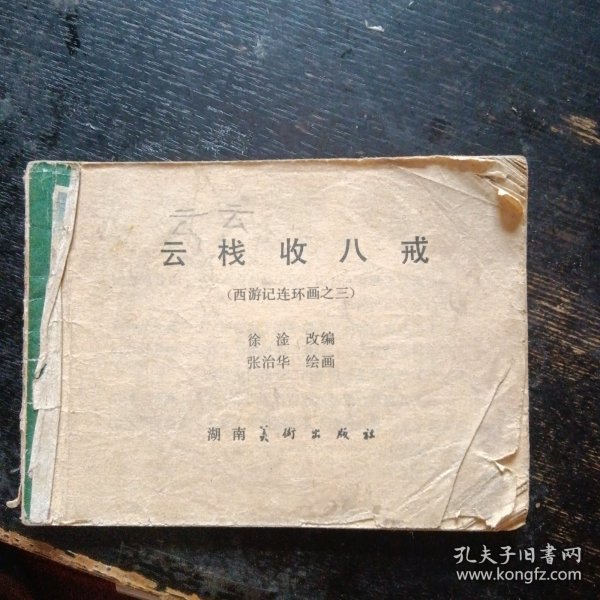 云云
云栈收八戒
(西游记连环画之三)
徐淦 改编
张治华 绘画
湖南美術出版社
孔夫子旧書网
www.kongfz.com